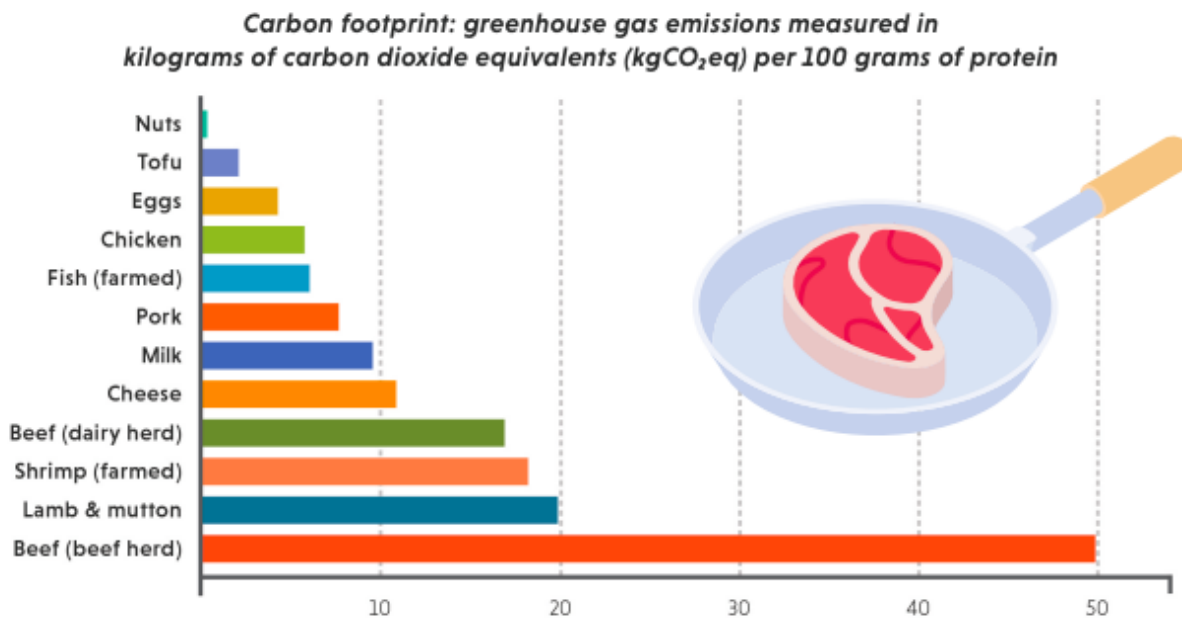 Carbon footprint: greenhouse gas emissions measured in
kilograms of carbon dioxide equivalents (kgCO₂eq) per 100 grams of protein
Nuts
Tofu
Eggs
Chicken
Fish (farmed)
Pork
Milk
Cheese
Beef (dairy herd)
Shrimp (farmed)
Lamb & mutton
Beef (beef herd)
10 20 30 40 50